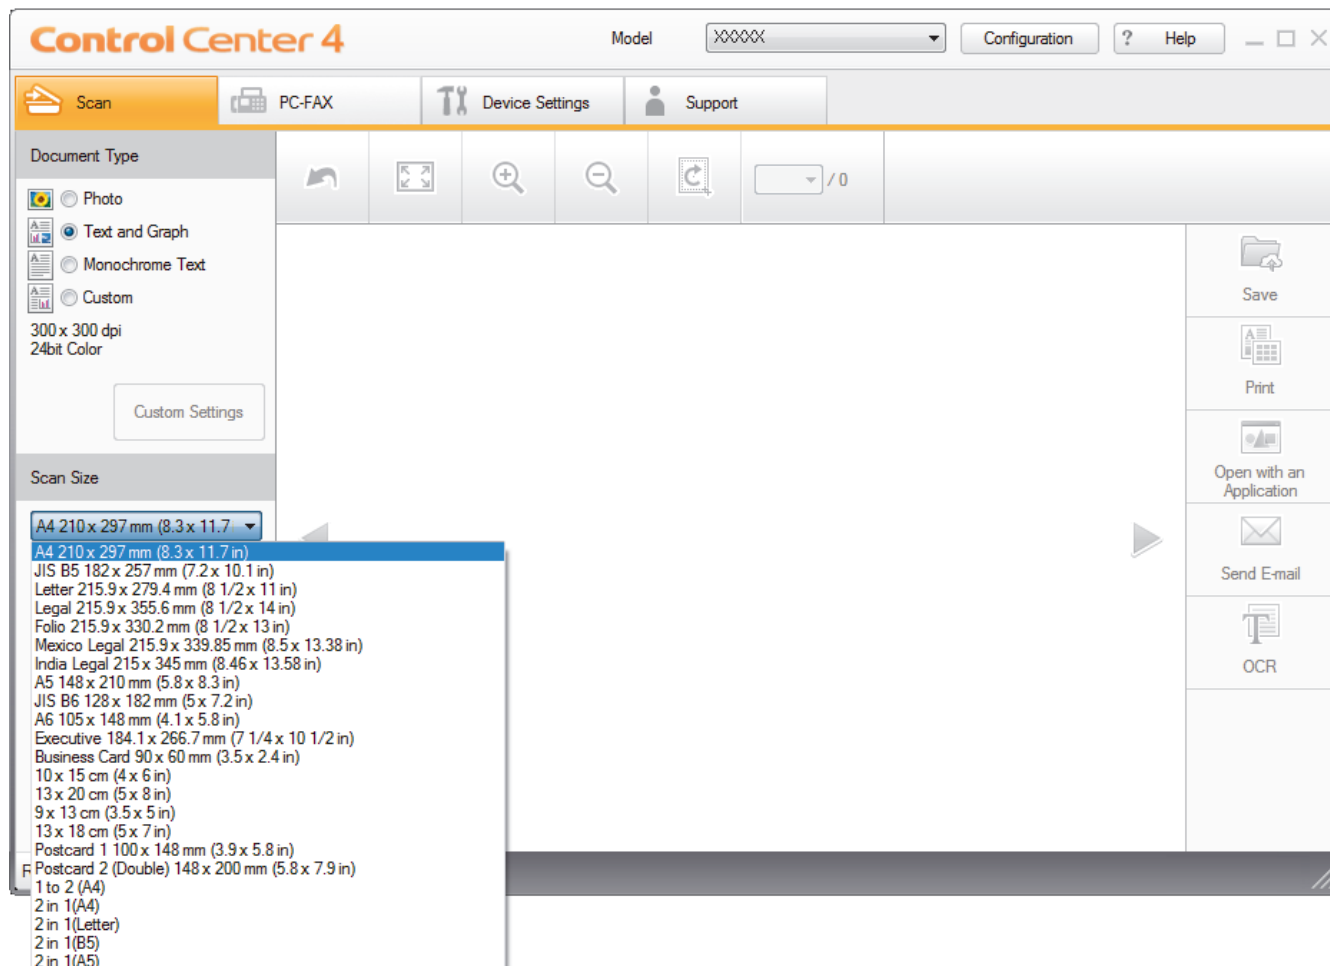 Control Center 4
Model XXXXXX Configuration ? Help
Scan PC-FAX Device Settings Support
Document Type
Photo
Text and Graph
Monochrome Text
Custom
300 x 300 dpi
24bit Color
Custom Settings
/ 0
Scan Size
A4 210 x 297 mm (8.3 x 11.7
A4 210 x 297 mm (8.3 x 11.7 in)
JIS B5 182 x 257 mm (7.2 x 10.1 in)
Letter 215.9 x 279.4 mm (8 1/2 x 11 in)
Legal 215.9 x 355.6 mm (8 1/2 x 14 in)
Folio 215.9 x 330.2 mm (8 1/2 x 13 in)
Mexico Legal 215.9 x 339.85 mm (8.5 x 13.38 in)
India Legal 215 x 345 mm (8.46 x 13.58 in)
A5 148 x 210 mm (5.8 x 8.3 in)
JIS B6 128 x 182 mm (5 x 7.2 in)
A6 105 x 148 mm (4.1 x 5.8 in)
Executive 184.1 x 266.7 mm (7 1/4 x 10 1/2 in)
Business Card 90 x 60 mm (3.5 x 2.4 in)
10 x 15 cm (4 x 6 in)
13 x 20 cm (5 x 8 in)
9 x 13 cm (3.5 x 5 in)
13 x 18 cm (5 x 7 in)
Postcard 1 100 x 148 mm (3.9 x 5.8 in)
Postcard 2 (Double) 148 x 200 mm (5.8 x 7.9 in)
1 to 2 (A4)
2 in 1(A4)
2 in 1(Letter)
2 in 1(B5)
2 in 1(A5)
Save
Print
Open with an
Application
Send E-mail
OCR